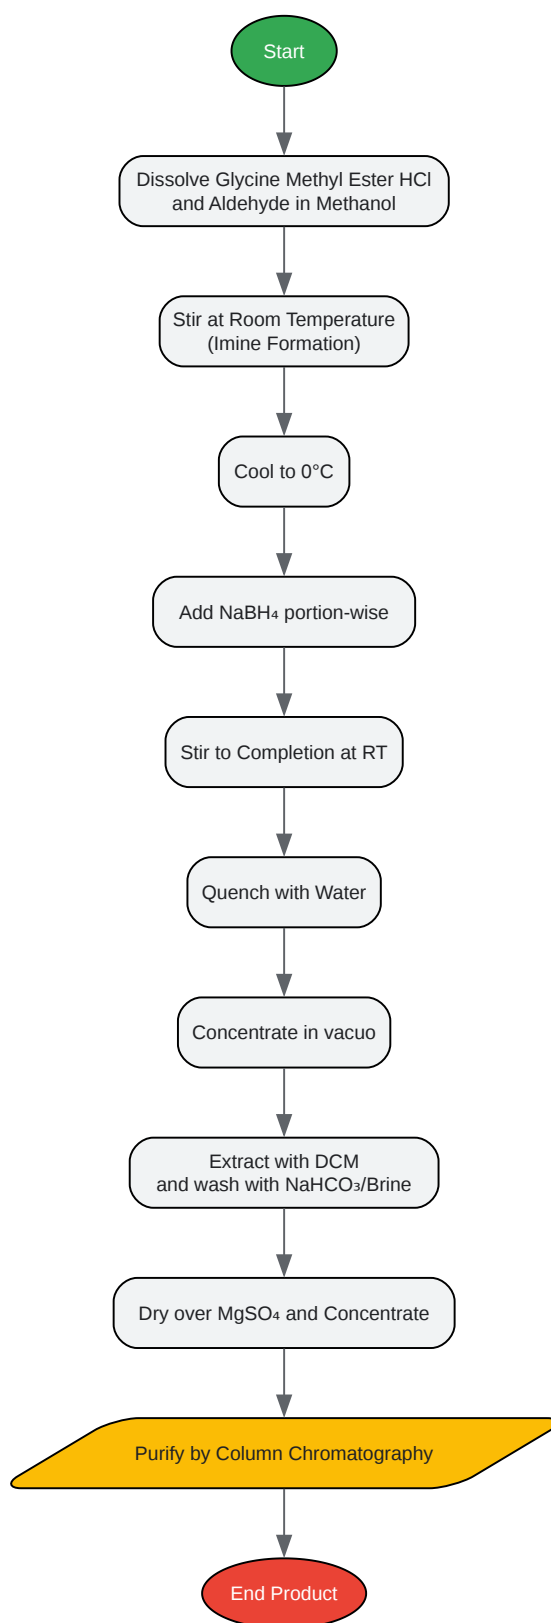 Start
Dissolve Glycine Methyl Ester HCl
and Aldehyde in Methanol
Stir at Room Temperature
(Imine Formation)
Cool to 0°C
Add NaBH₄ portion-wise
Stir to Completion at RT
Quench with Water
Concentrate in vacuo
Extract with DCM
and wash with NaHCO₃/Brine
Dry over MgSO₄ and Concentrate
Purify by Column Chromatography
End Product